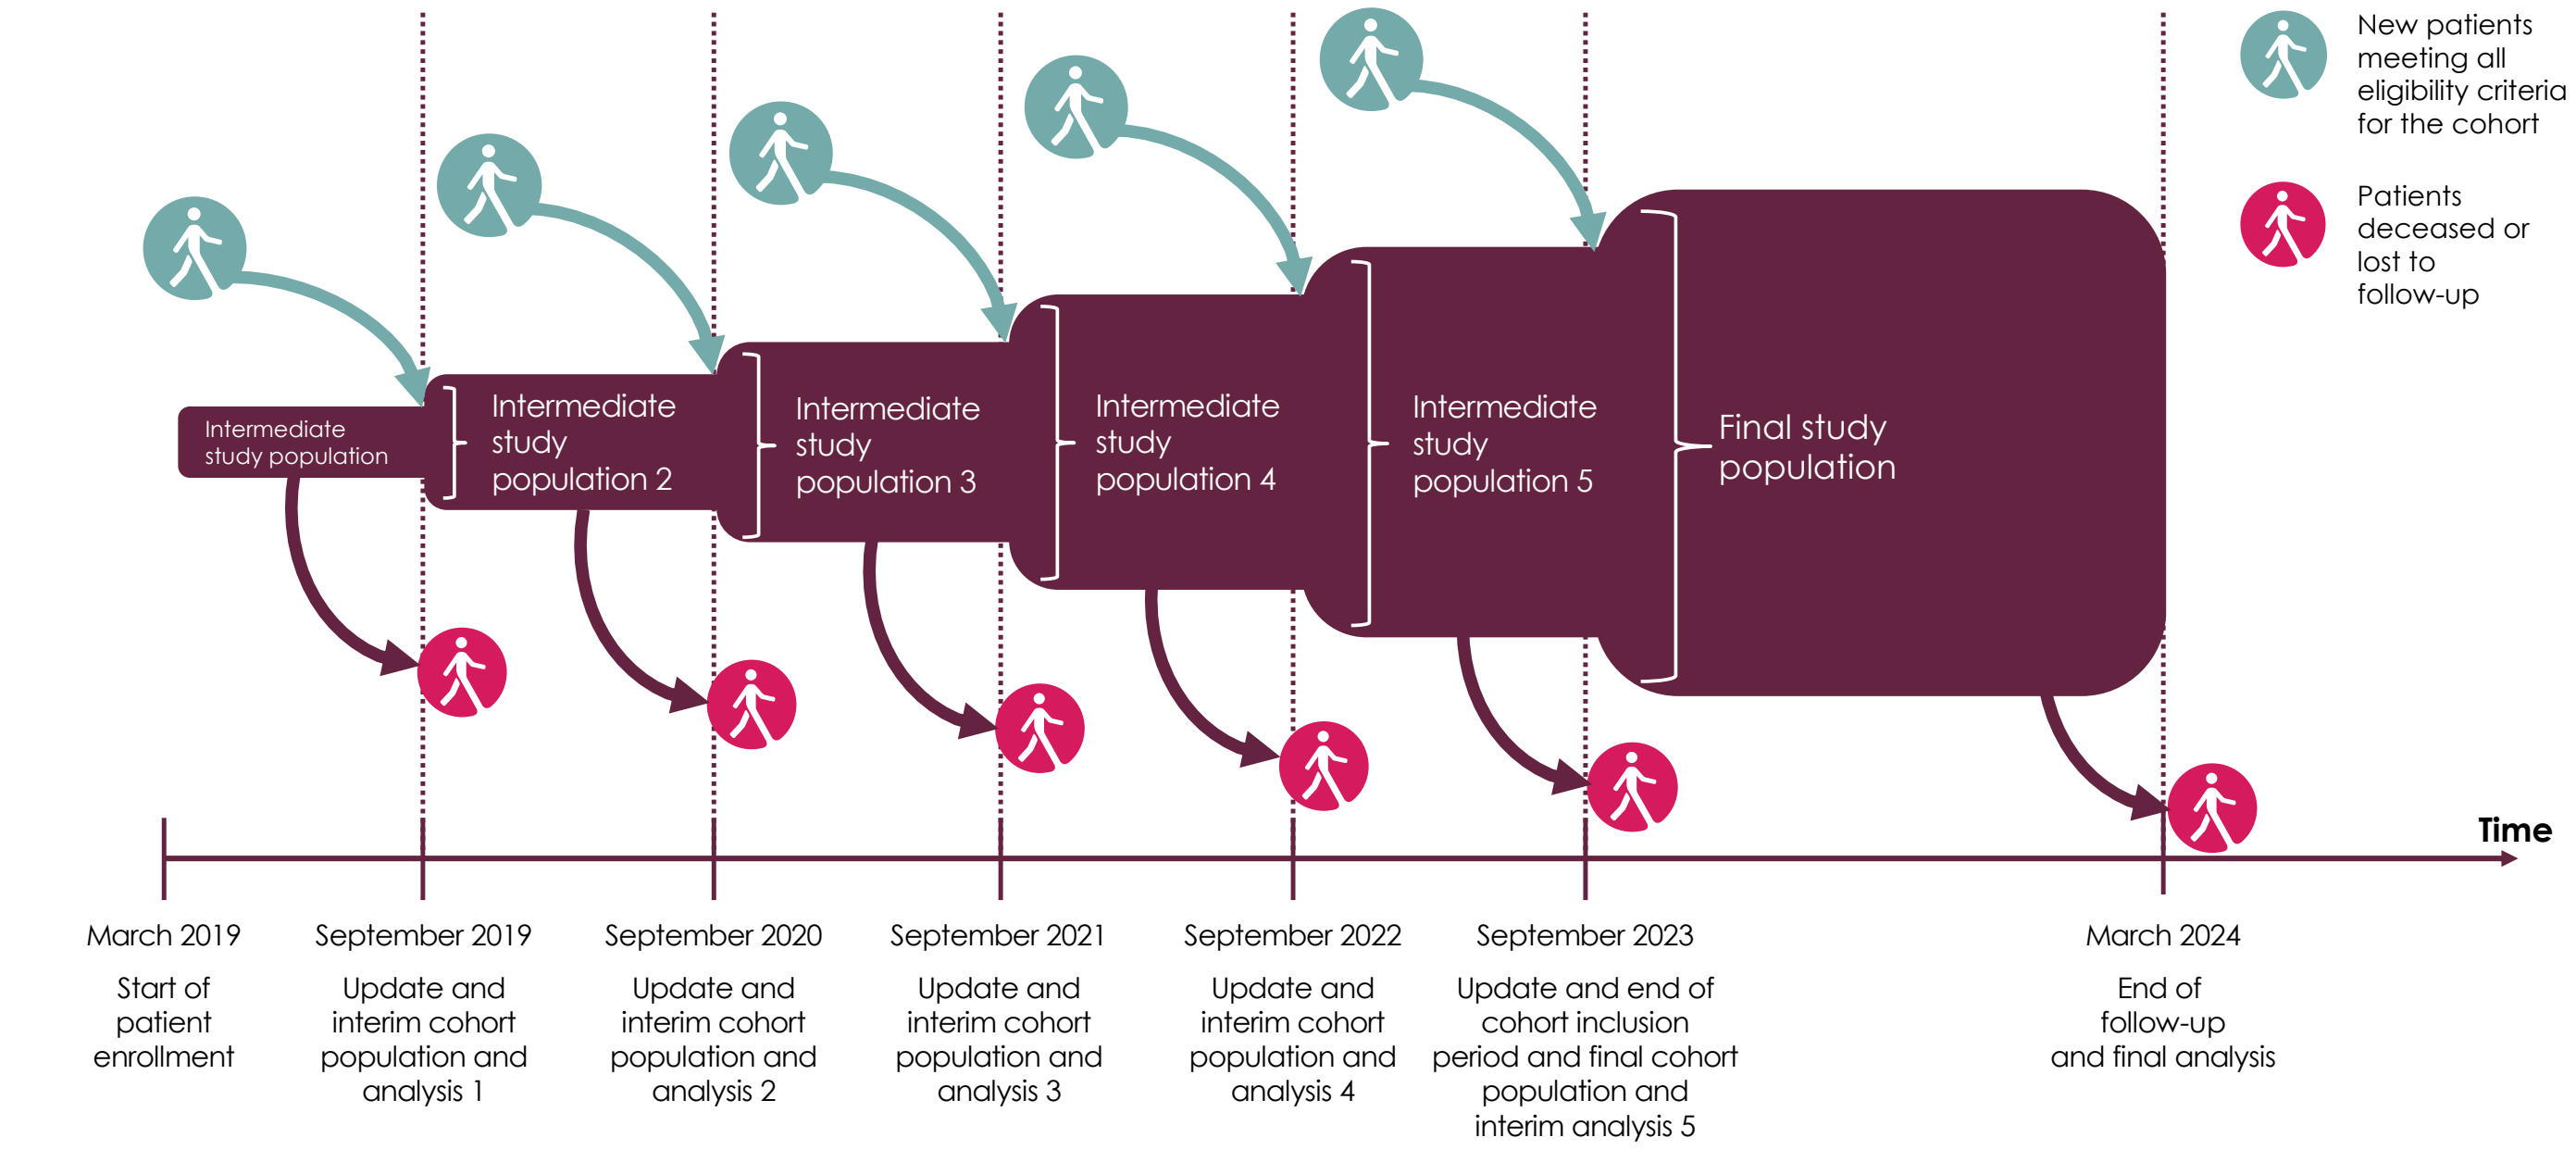 New patients
meeting all
eligibility criteria
for the cohort
Patients
deceased or
lost to
follow-up
Intermediate
study population
Intermediate
study
population 2
Intermediate
study
population 3
Intermediate
study
population 4
Intermediate
study
population 5
Final study
population
Time
March 2019
Start of
patient
enrollment
September 2019
Update and
interim cohort
population and
analysis 1
September 2020
Update and
interim cohort
population and
analysis 2
September 2021
Update and
interim cohort
population and
analysis 3
September 2022
Update and
interim cohort
population and
analysis 4
September 2023
Update and end of
cohort inclusion
period and final cohort
population and
interim analysis 5
March 2024
End of
follow-up
and final analysis